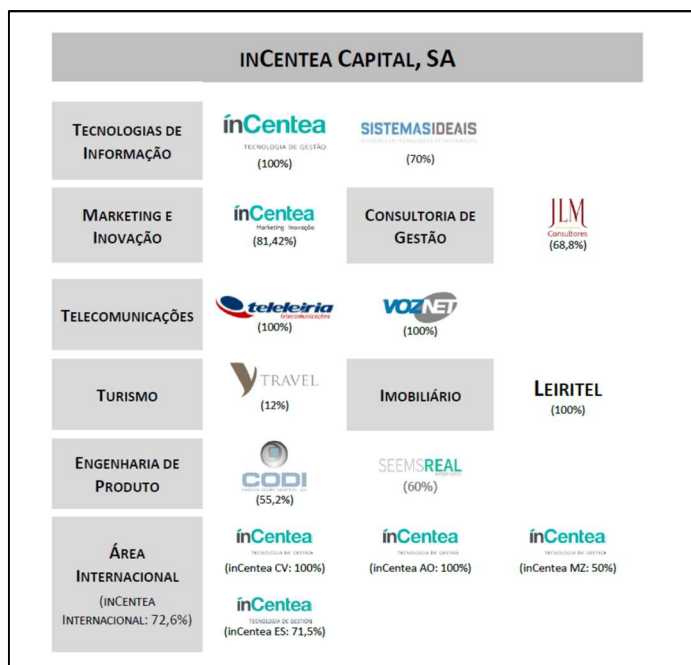 INCENTEA CAPITAL, SA
TECNOLOGIAS DE
INFORMAÇÃO
ínCentea
TECNOLOGIA DE GESTÃO
(100%)
SISTEMASIDEAIS
(70%)
MARKETING E
INOVAÇÃO
ínCentea
Marketing · Inovação
(81,42%)
CONSULTORIA DE
GESTÃO
JLM
Consultores
(68,8%)
TELECOMUNICAÇÕES
teleleiria
telecomunicações
(100%)
VOZNET
(100%)
TURISMO
Y TRAVEL
(12%)
IMOBILIÁRIO
LEIRITEL
(100%)
ENGENHARIA DE
PRODUTO
CODI
(55,2%)
SEEMSREAL
(60%)
ÁREA
INTERNACIONAL
(INCENTEA
INTERNACIONAL: 72,6%)
ínCentea
TECNOLOGIA DE GESTÃO
(inCentea CV: 100%)
ínCentea
TECNOLOGIA DE GESTÃO
(inCentea AO: 100%)
ínCentea
TECNOLOGIA DE GESTÃO
(inCentea MZ: 50%)
ínCentea
TECNOLOGÍA DE GESTIÓN
(inCentea ES: 71,5%)